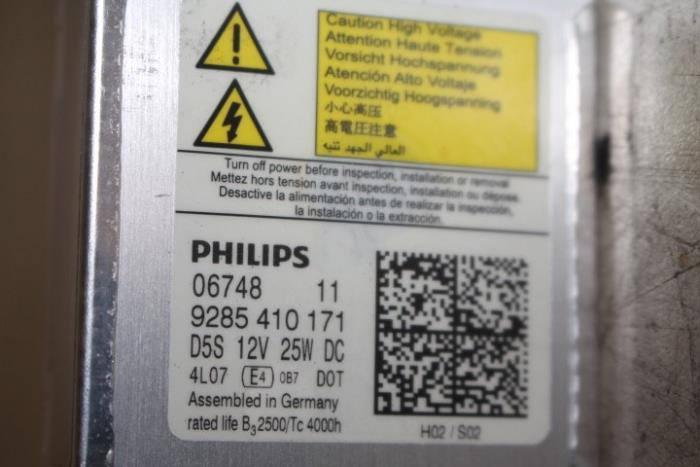 Caution High Voltage
Attention Haute Tension
Vorsicht Hochspannung
Atención Alto Voltaje
Voorzichtig Hoogspanning
小心高压
高電圧注意
العالي الجهد تنبه
Turn off power before inspection, installation or removal
Mettez hors tension avant inspection, installation ou dépose.
Desactive la alimentación antes de realizar la inspección,
la instalación o la extracción.
PHILIPS
06748 11
9285 410 171
D5S 12V 25W DC
4L07 E4 0B7 DOT
Assembled in Germany
rated life B3 2500/Tc 4000h
H02 / S02